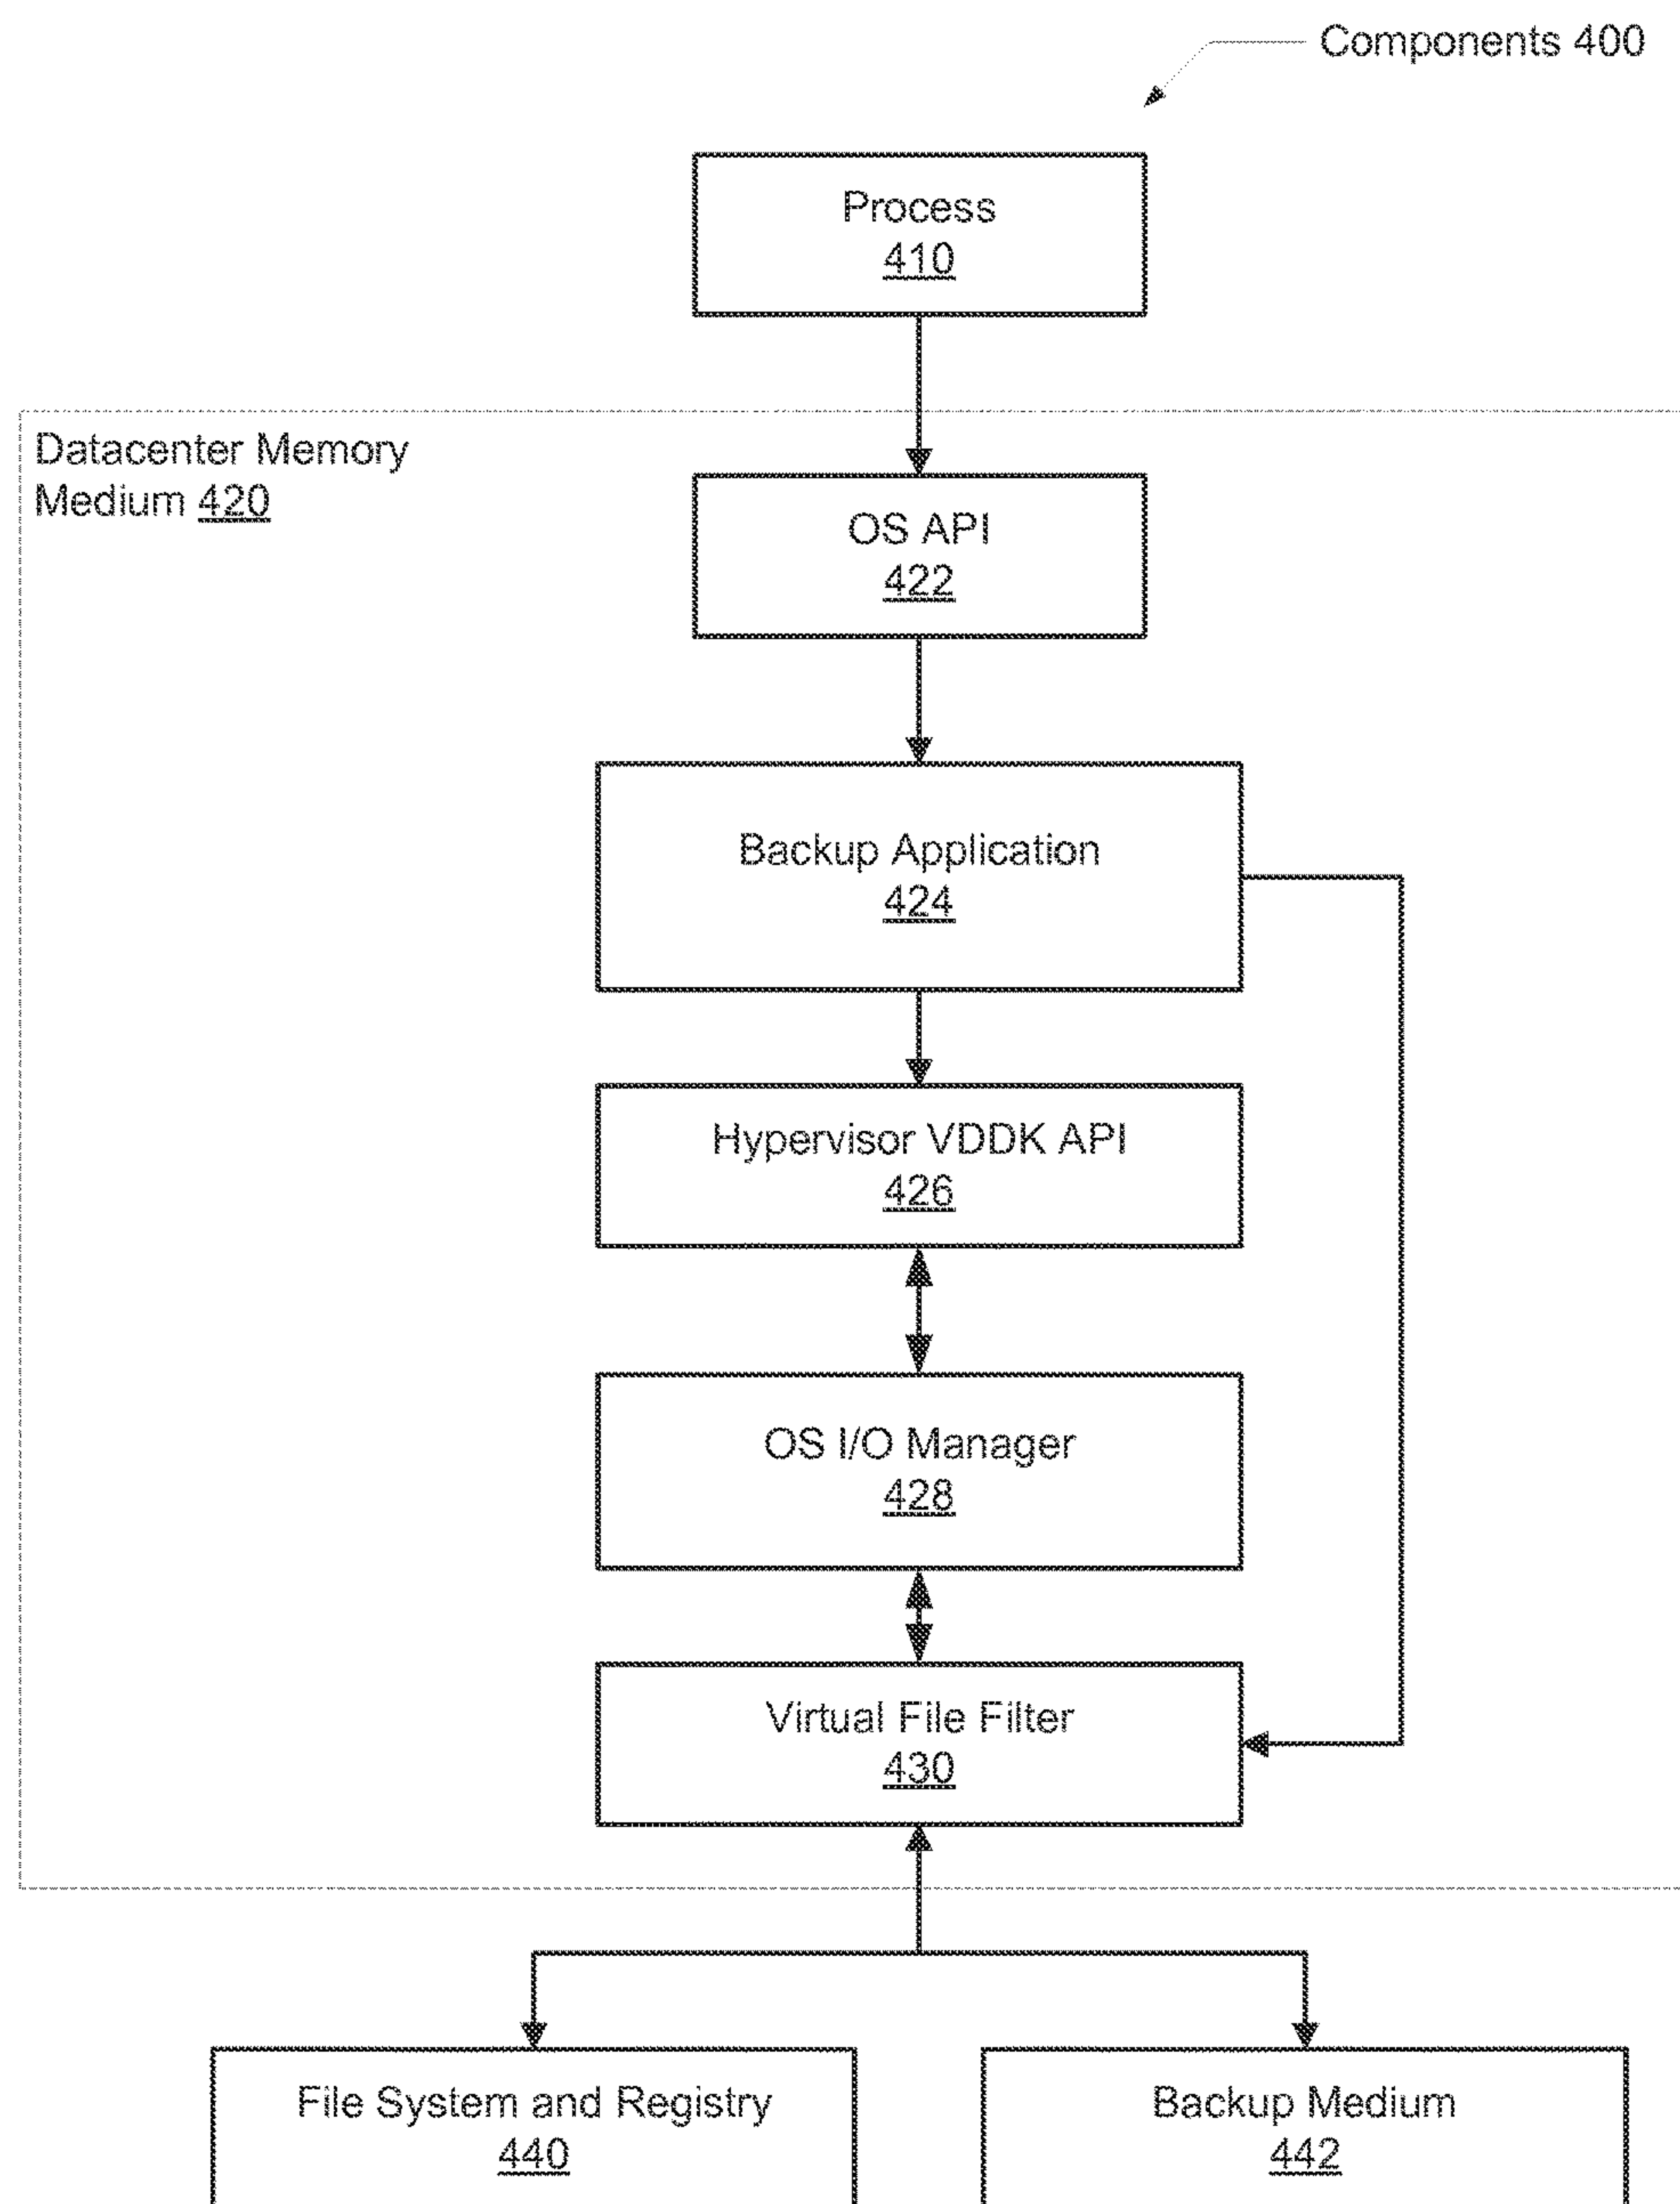 Components 400
Process
410
Datacenter Memory
Medium 420
OS API
422
Backup Application
424
Hypervisor VDDK API
426
OS I/O Manager
428
Virtual File Filter
430
File System and Registry
440
Backup Medium
442